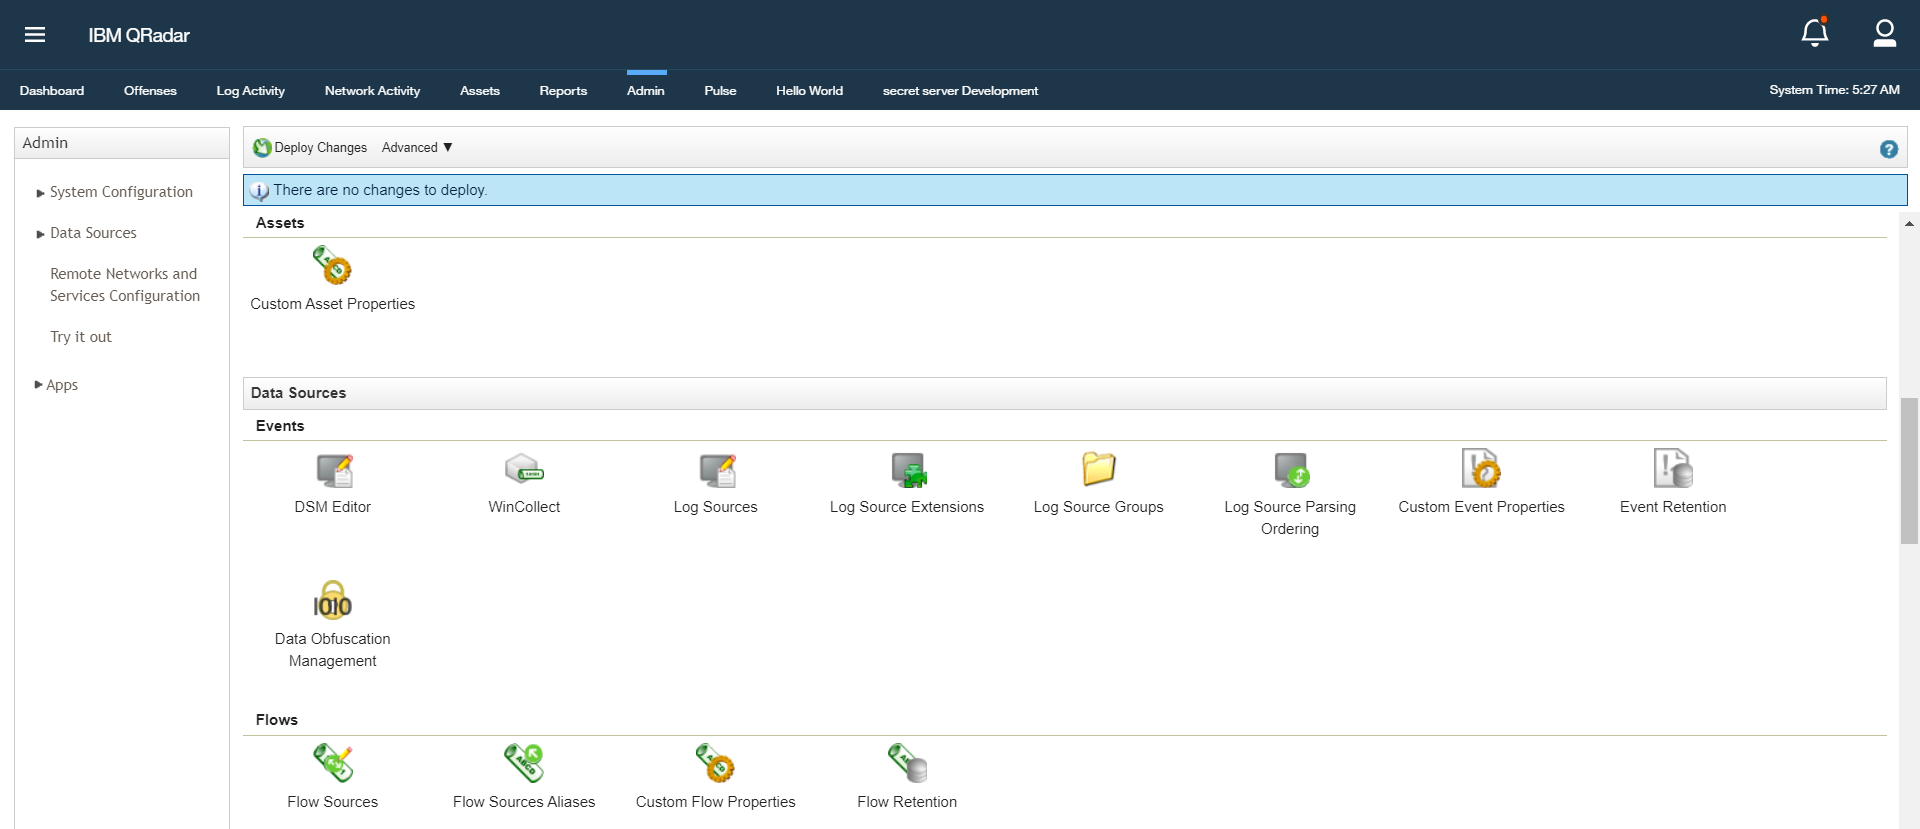 IBM QRadar
Dashboard Offenses Log Activity Network Activity Assets Reports Admin Pulse Hello World secret server Development System Time: 5:27 AM
Admin
System Configuration
Data Sources
Remote Networks and
Services Configuration
Try it out
Apps
Deploy Changes Advanced ▼
There are no changes to deploy.
Assets
Custom Asset Properties
Data Sources
Events
DSM Editor WinCollect Log Sources Log Source Extensions Log Source Groups Log Source Parsing Custom Event Properties Event Retention
Ordering
Data Obfuscation
Management
Flows
Flow Sources Flow Sources Aliases Custom Flow Properties Flow Retention